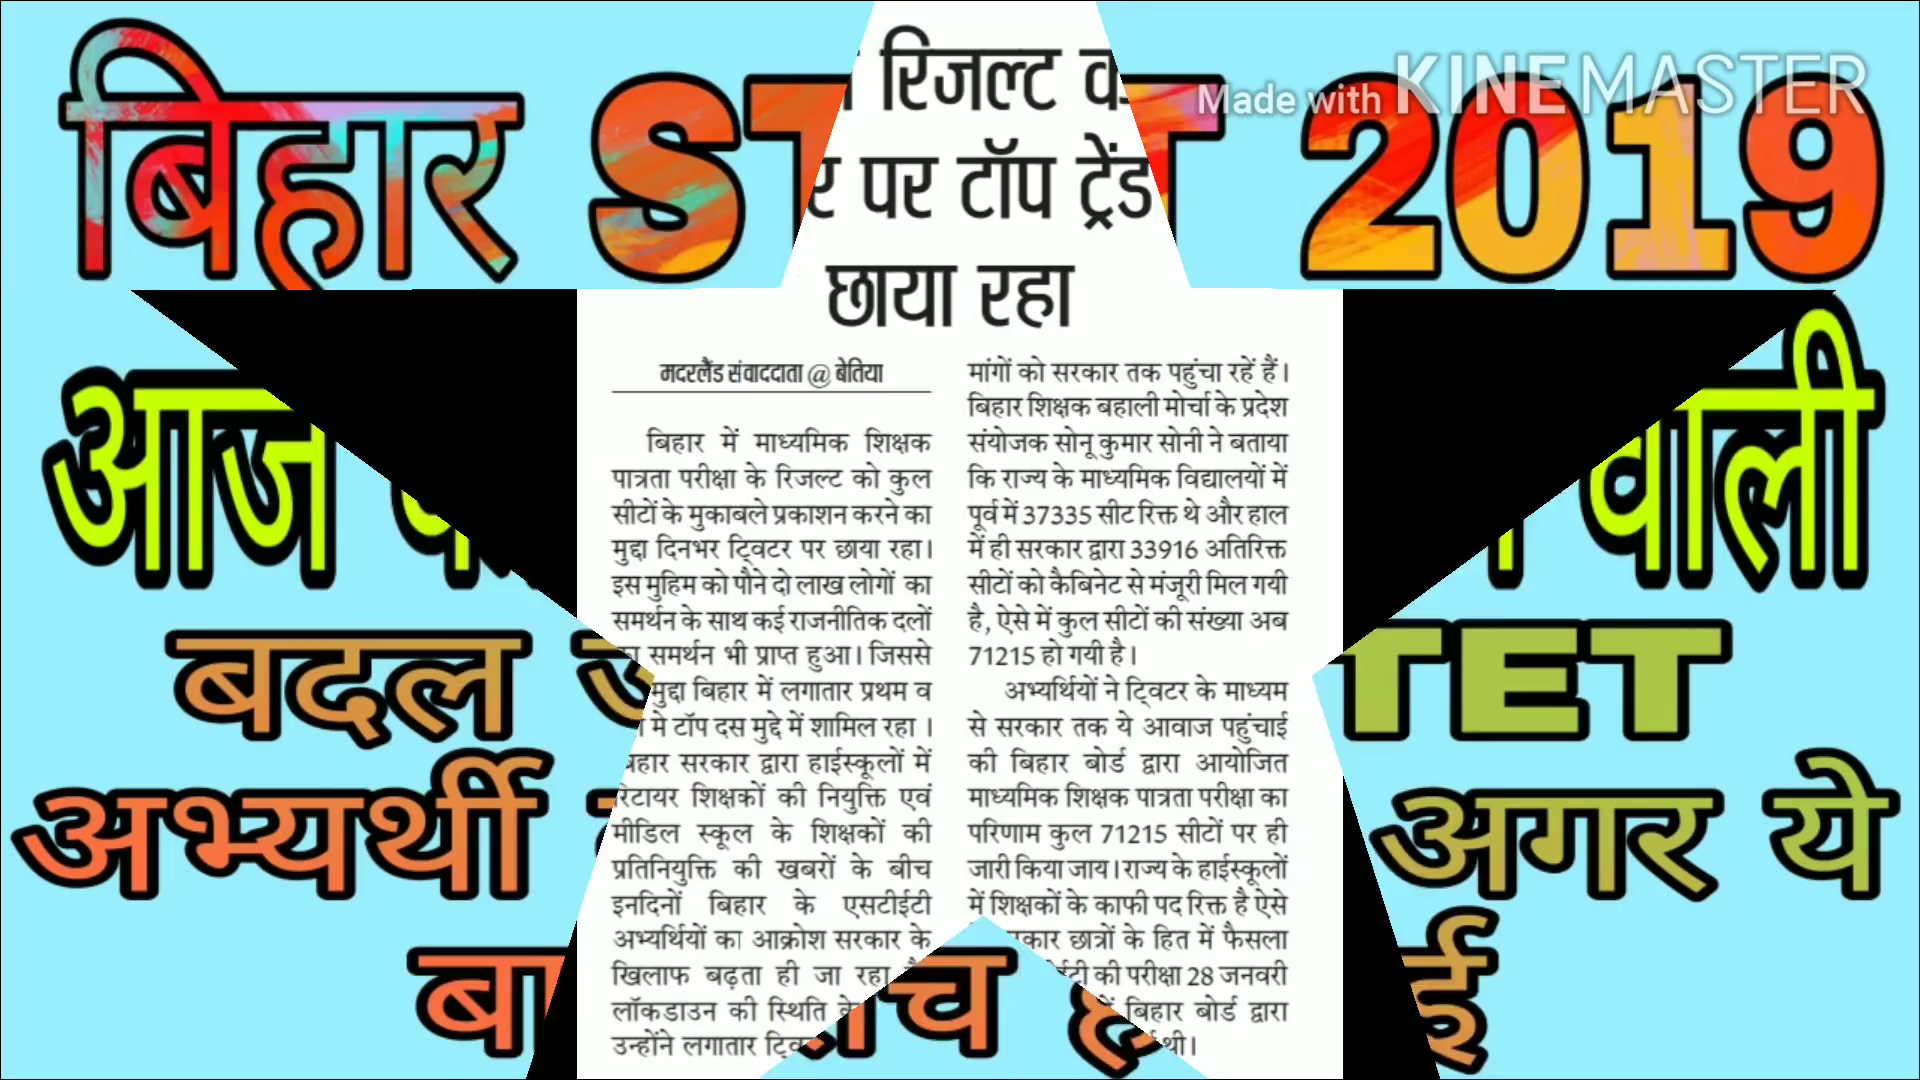 बिहार
2019
Made with KINEMASTER
रिजल्ट
पर टॉप ट्रेंड
छाया रहा
आज
वाली
बदल
TET
अभ्यर्थी
अगर ये
मदरलैंड संवाददाता @ बेतिया
बिहार में माध्यमिक शिक्षक
पात्रता परीक्षा के रिजल्ट को कुल
सीटों के मुकाबले प्रकाशन करने का
मुद्दा दिनभर ट्विटर पर छाया रहा।
इस मुहिम को पौने दो लाख लोगों का
समर्थन के साथ कई राजनीतिक दलों
समर्थन भी प्राप्त हुआ। जिससे
मुद्दा बिहार में लगातार प्रथम व
मे टॉप दस मुद्दे में शामिल रहा ।
सरकार द्वारा हाईस्कूलों में
रिटायर शिक्षकों की नियुक्ति एवं
मीडिल स्कूल के शिक्षकों की
प्रतिनियुक्ति की खबरों के बीच
इनदिनों बिहार के एसटीईटी
अभ्यर्थियों का आक्रोश सरकार के
खिलाफ बढ़ता ही जा रहा
लॉकडाउन की स्थिति
उन्होंने लगातार
मांगों को सरकार तक पहुंचा रहें हैं।
बिहार शिक्षक बहाली मोर्चा के प्रदेश
संयोजक सोनू कुमार सोनी ने बताया
कि राज्य के माध्यमिक विद्यालयों में
पूर्व में 37335 सीट रिक्त थे और हाल
में ही सरकार द्वारा 33916 अतिरिक्त
सीटों को कैबिनेट से मंजूरी मिल गयी
है, ऐसे में कुल सीटों की संख्या अब
71215 हो गयी है।
अभ्यर्थियों ने ट्विटर के माध्यम
से सरकार तक ये आवाज पहुंचाई
की बिहार बोर्ड द्वारा आयोजित
माध्यमिक शिक्षक पात्रता परीक्षा का
परिणाम कुल 71215 सीटों पर ही
जारी किया जाय। राज्य के हाईस्कूलों
में शिक्षकों के काफी पद रिक्त है ऐसे
छात्रों के हित में फैसला
की परीक्षा 28 जनवरी
बिहार बोर्ड द्वारा
थी।